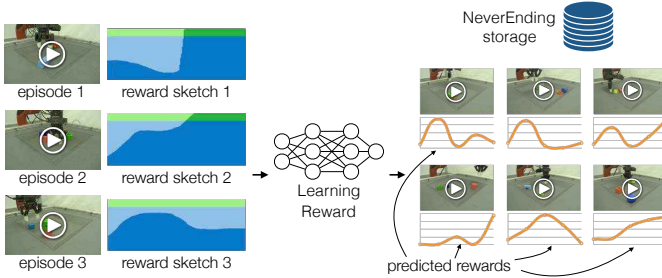 NeverEnding
storage
episode 1
reward sketch 1
episode 2
reward sketch 2
Learning
Reward
episode 3
reward sketch 3
predicted rewards